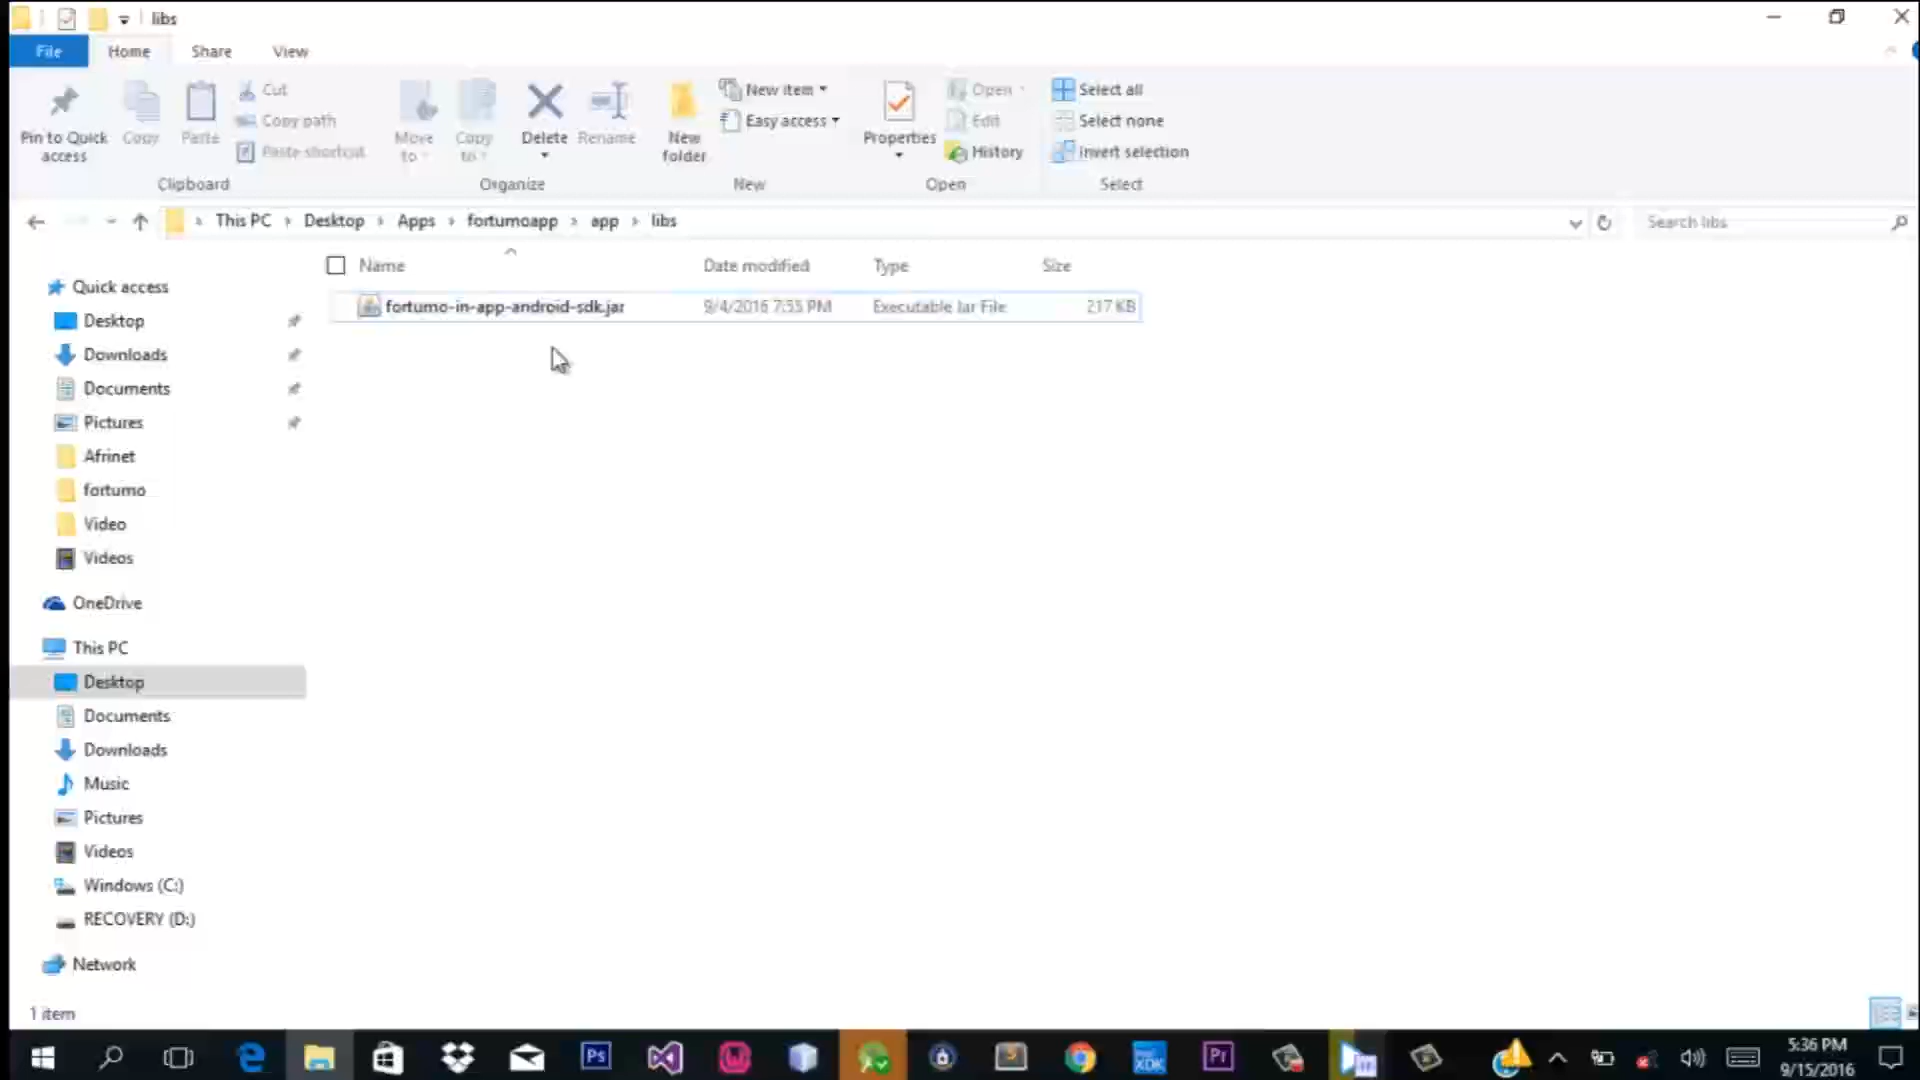 libs
File Home Share View
Pin to Quick access
Copy
Paste
Cut
Copy path
Paste shortcut
Clipboard
Move to
Copy to
Delete
Rename
Organize
New folder
New item
Easy access
New
Properties
Open
Edit
History
Open
Select all
Select none
Invert selection
Select
This PC > Desktop > Apps > fortumoapp > app > libs
Search libs
Name Date modified Type Size
fortumo-in-app-android-sdk.jar 9/4/2016 7:55 PM Executable Jar File 217 KB
Quick access
Desktop
Downloads
Documents
Pictures
Afrinet
fortumo
Video
Videos
OneDrive
This PC
Desktop
Documents
Downloads
Music
Pictures
Videos
Windows (C:)
RECOVERY (D:)
Network
1 item
Ps
XDK
Pr
5:36 PM
9/15/2016